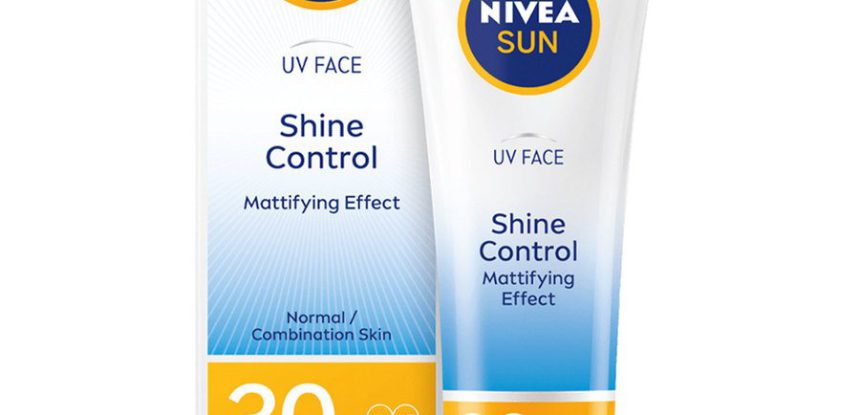 UV FACE
Shine
Control
Mattifying Effect
Normal /
Combination Skin
NIVEA
SUN
UV FACE
Shine
Control
Mattifying
Effect